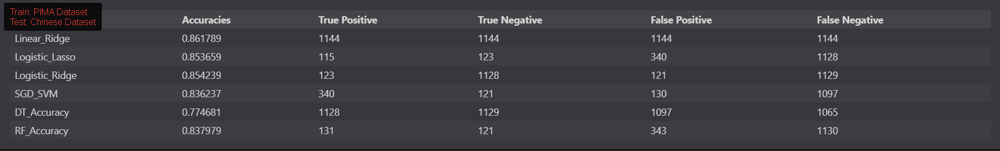 Train: PIMA Dataset
Test: Chinese Dataset
Accuracies True Positive True Negative False Positive False Negative
Linear_Ridge 0.861789 1144 1144 1144 1144
Logistic_Lasso 0.853659 115 123 340 1128
Logistic_Ridge 0.854239 123 1128 121 1129
SGD_SVM 0.836237 340 121 130 1097
DT_Accuracy 0.774681 1128 1129 1097 1065
RF_Accuracy 0.837979 131 121 343 1130